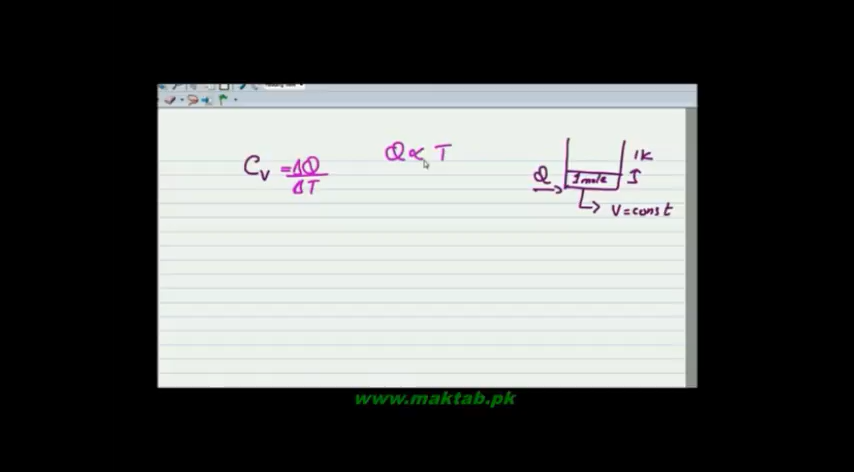 Cv = ΔQ/ΔT
Q ∝ T
1K
Q 1 mole
V = const
www.maktab.pk